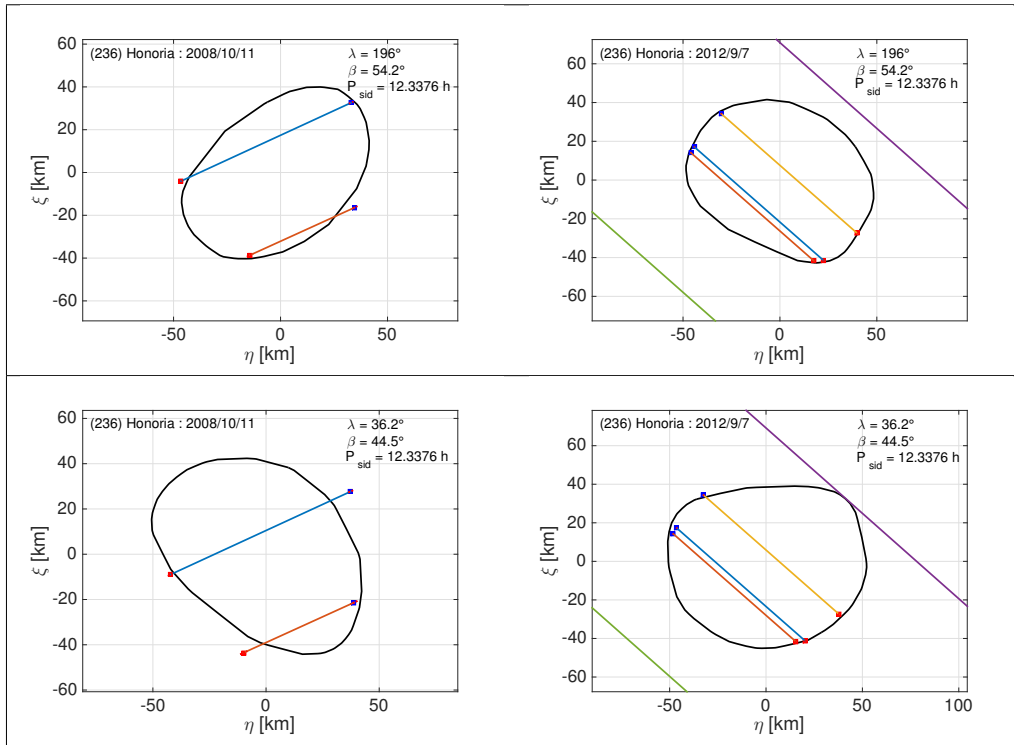 (236) Honoria : 2008/10/11
λ = 196°
β = 54.2°
P sid = 12.3376 h
60
40
20
0
-20
-40
-60
ξ [km]
-50 0 50
η [km]
(236) Honoria : 2012/9/7
λ = 196°
β = 54.2°
P sid = 12.3376 h
60
40
20
0
-20
-40
-60
ξ [km]
-50 0 50
η [km]
(236) Honoria : 2008/10/11
λ = 36.2°
β = 44.5°
P sid = 12.3376 h
60
40
20
0
-20
-40
-60
ξ [km]
-50 0 50
η [km]
(236) Honoria : 2012/9/7
λ = 36.2°
β = 44.5°
P sid = 12.3376 h
60
40
20
0
-20
-40
-60
ξ [km]
-50 0 50 100
η [km]